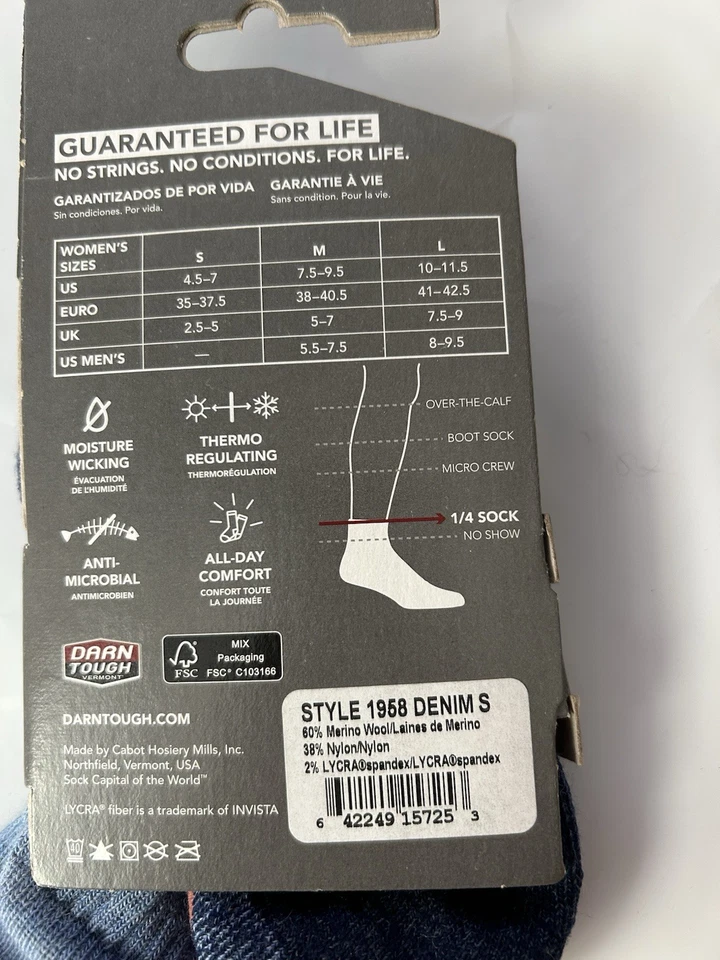 GUARANTEED FOR LIFE
NO STRINGS. NO CONDITIONS. FOR LIFE.
GARANTIZADOS DE POR VIDA
Sin condiciones. Por vida.
GARANTIE À VIE
Sans condition. Pour la vie.
WOMEN'S SIZES S M L
US 4.5–7 7.5–9.5 10–11.5
EURO 35–37.5 38–40.5 41–42.5
UK 2.5–5 5–7 7.5–9
US MEN'S — 5.5–7.5 8–9.5
MOISTURE
WICKING
ÉVACUATION
DE L'HUMIDITÉ
THERMO
REGULATING
THERMORÉGULATION
ANTI-
MICROBIAL
ANTIMICROBIEN
ALL-DAY
COMFORT
CONFORT TOUTE
LA JOURNÉE
OVER-THE-CALF
BOOT SOCK
MICRO CREW
1/4 SOCK
NO SHOW
DARN
TOUGH
VERMONT
FSC
MIX
Packaging
FSC® C103166
DARNTOUGH.COM
Made by Cabot Hosiery Mills, Inc.
Northfield, Vermont, USA
Sock Capital of the World™
LYCRA® fiber is a trademark of INVISTA
STYLE 1958 DENIM S
60% Merino Wool/Laines de Merino
38% Nylon/Nylon
2% LYCRA®spandex/LYCRA®spandex
6 42249 15725 3